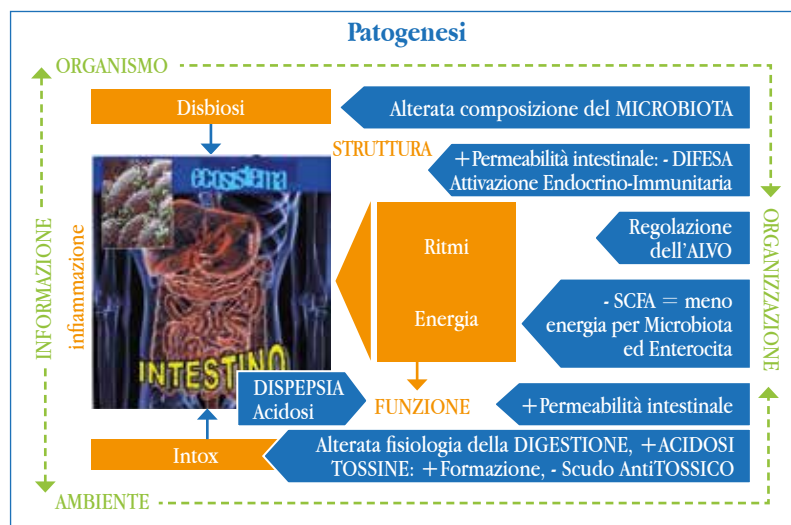 Patogenesi
ORGANISMO
Disbiosi
Alterata composizione del MICROBIOTA
STRUTTURA
ecosistema
+Permeabilità intestinale: - DIFESA
Attivazione Endocrino-Immunitaria
INFORMAZIONE
infiammazione
Ritmi
Regolazione
dell'ALVO
ORGANIZZAZIONE
Energia
- SCFA = meno
energia per Microbiota
ed Enterocita
INTESTINO
DISPEPSIA
Acidosi
FUNZIONE
+Permeabilità intestinale
Intox
Alterata fisiologia della DIGESTIONE, +ACIDOSI
TOSSINE: +Formazione, - Scudo AntiTOSSICO
AMBIENTE